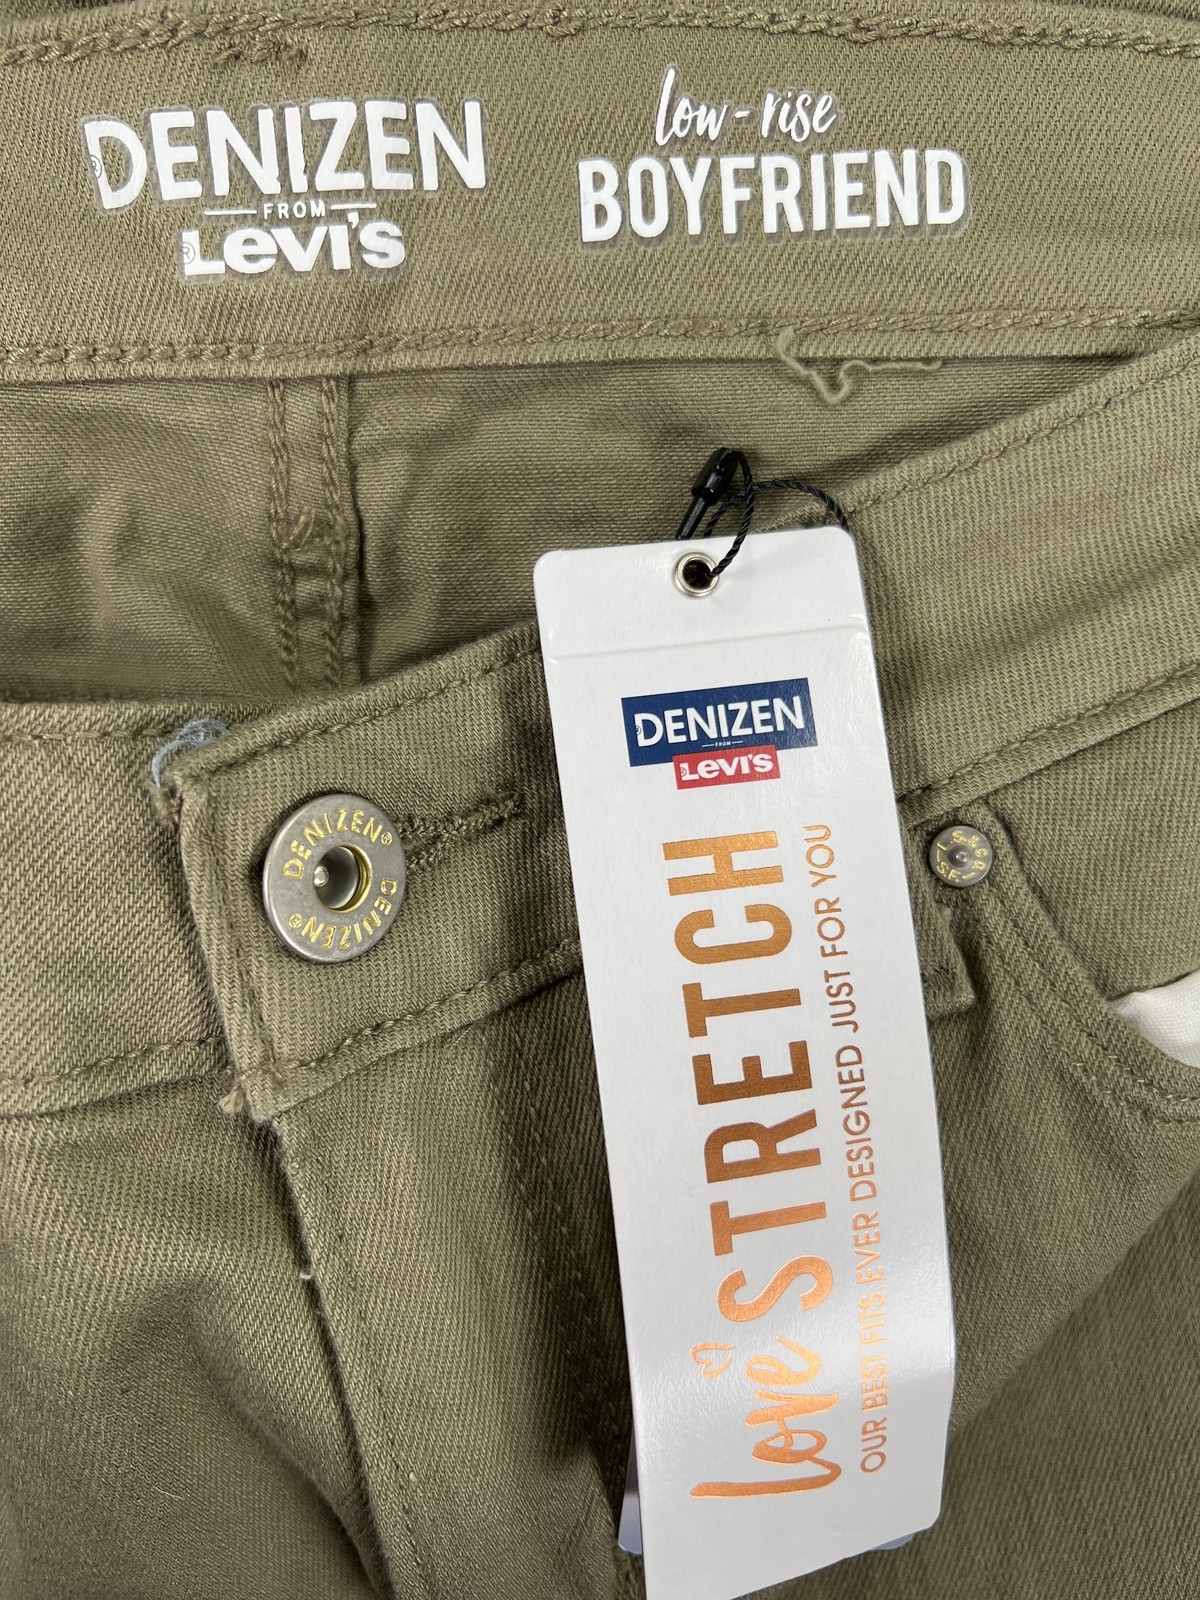 DENIZEN®
FROM
Levi's®
low-rise
BOYFRIEND
DENIZEN®
FROM
Levi's®
love STRETCH
OUR BEST FITS EVER DESIGNED JUST FOR YOU
DENIZEN®
DENIZEN®